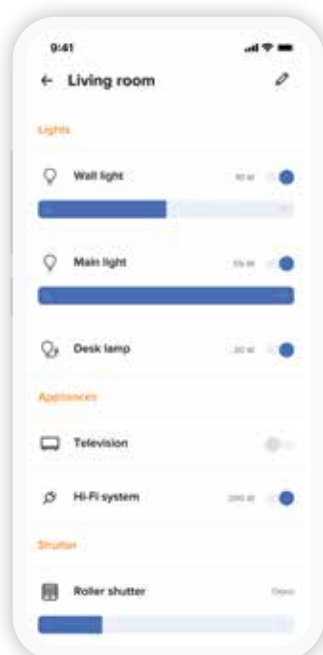 9:41
Living room
Lights
Wall light
Main light
Desk lamp
Appliances
Television
Hi-Fi system
Shutter
Roller shutter